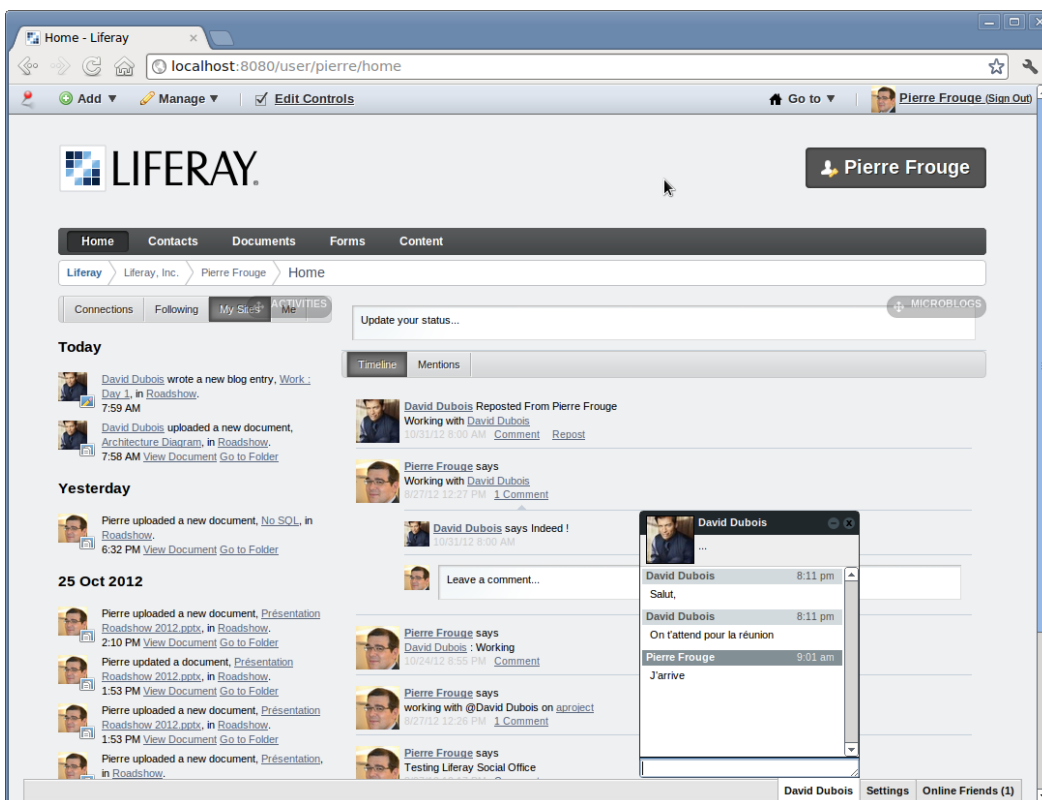 Home - Liferay
localhost:8080/user/pierre/home
Add Manage Edit Controls Go to Pierre Frouge (Sign Out)
LIFERAY.
Pierre Frouge
Home Contacts Documents Forms Content
Liferay Liferay, Inc. Pierre Frouge Home
Connections Following My Sites Me ACTIVITIES
MICROBLOGS
Update your status...
Timeline Mentions
Today
David Dubois wrote a new blog entry, Work :
Day 1, in Roadshow.
7:59 AM
David Dubois uploaded a new document,
Architecture Diagram, in Roadshow.
7:58 AM View Document Go to Folder
Yesterday
Pierre uploaded a new document, No SQL, in
Roadshow.
6:32 PM View Document Go to Folder
25 Oct 2012
Pierre uploaded a new document, Présentation
Roadshow 2012.pptx, in Roadshow.
2:10 PM View Document Go to Folder
Pierre updated a document, Présentation
Roadshow 2012.pptx, in Roadshow.
1:53 PM View Document Go to Folder
Pierre uploaded a new document, Présentation
Roadshow 2012.pptx, in Roadshow.
1:53 PM View Document Go to Folder
Pierre uploaded a new document, Présentation,
in Roadshow.
David Dubois Reposted From Pierre Frouge
Working with David Dubois
10/31/12 8:00 AM Comment Repost
Pierre Frouge says
Working with David Dubois
8/27/12 12:27 PM 1 Comment
David Dubois says Indeed !
10/31/12 8:00 AM
Leave a comment...
Pierre Frouge says
David Dubois : Working
10/24/12 8:55 PM Comment
Pierre Frouge says
working with @David Dubois on aproject
8/27/12 12:26 PM 1 Comment
Pierre Frouge says
Testing Liferay Social Office
David Dubois
...
David Dubois 8:11 pm
Salut,
David Dubois 8:11 pm
On t'attend pour la réunion
Pierre Frouge 9:01 am
J'arrive
David Dubois Settings Online Friends (1)